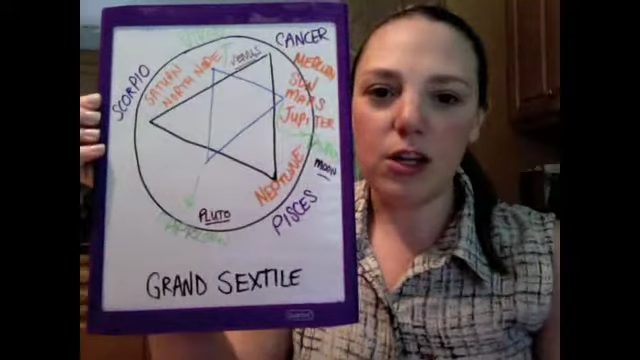 CANCER
VENUS
MERCURY
SUN
MARS
JUPITER
SCORPIO
SATURN
NORTH NODE
MOON
NEPTUNE
PISCES
PLUTO
GRAND SEXTILE